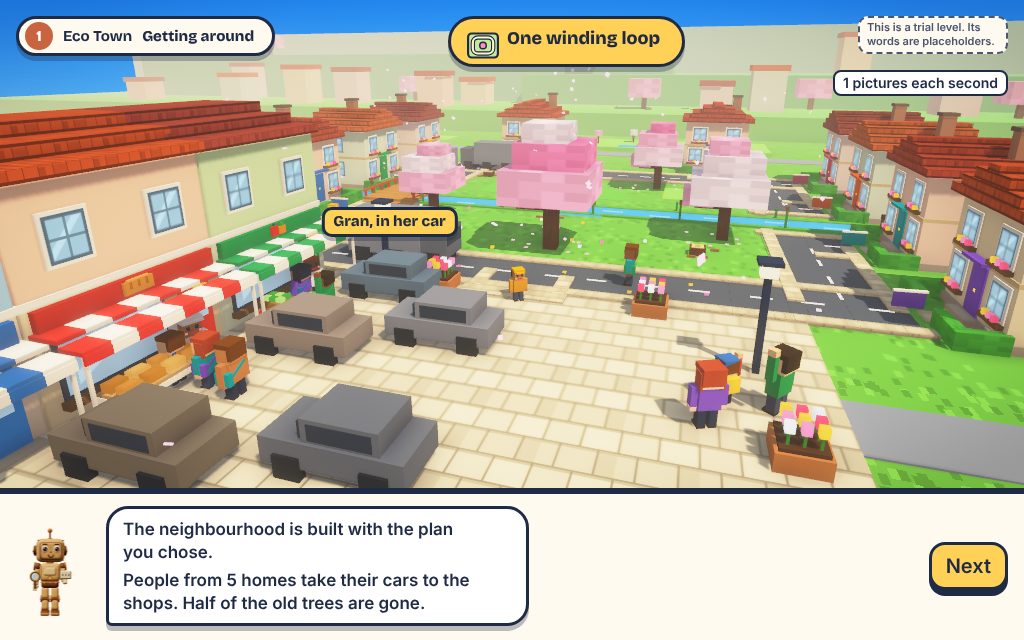 1 Eco Town Getting around
One winding loop
This is a trial level. Its
words are placeholders.
1 pictures each second
Gran, in her car
The neighbourhood is built with the plan
you chose.
People from 5 homes take their cars to the
shops. Half of the old trees are gone.
Next